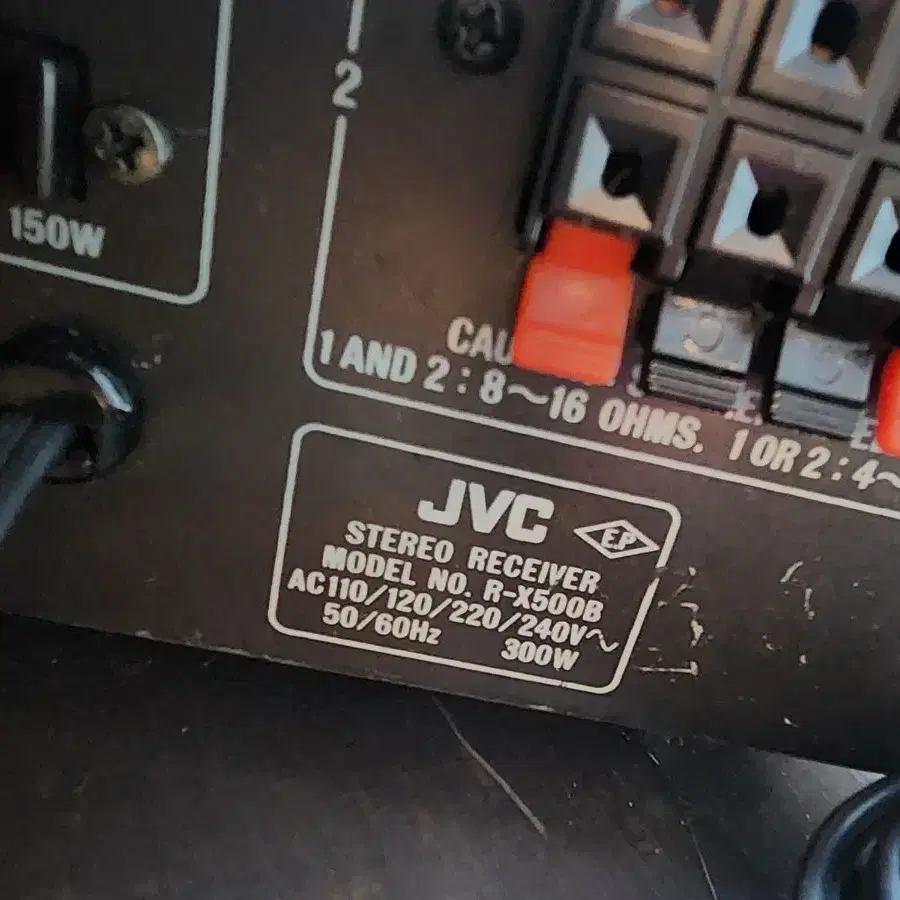 2
150W
CAU
1 AND 2 : 8～16 OHMS. 1 OR 2 : 4～
JVC
E.P
STEREO RECEIVER
MODEL NO. R-X500B
AC110/120/220/240V～
50/60Hz 300W